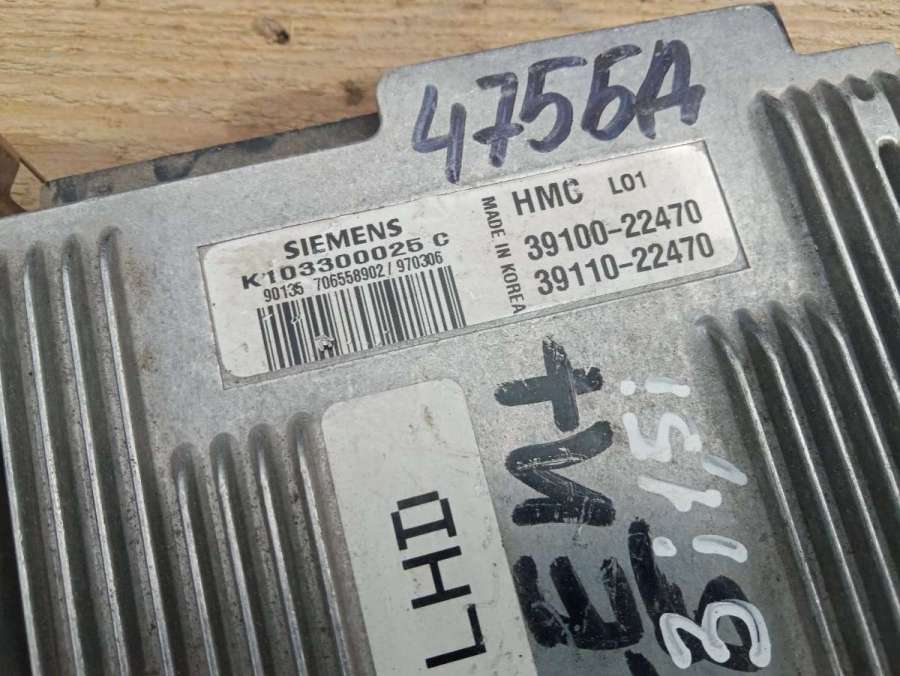 4756A
SIEMENS
K103300025 C
90135 706558902/970306
MADE IN KOREA
HMC L01
39100-22470
39110-22470
LHD